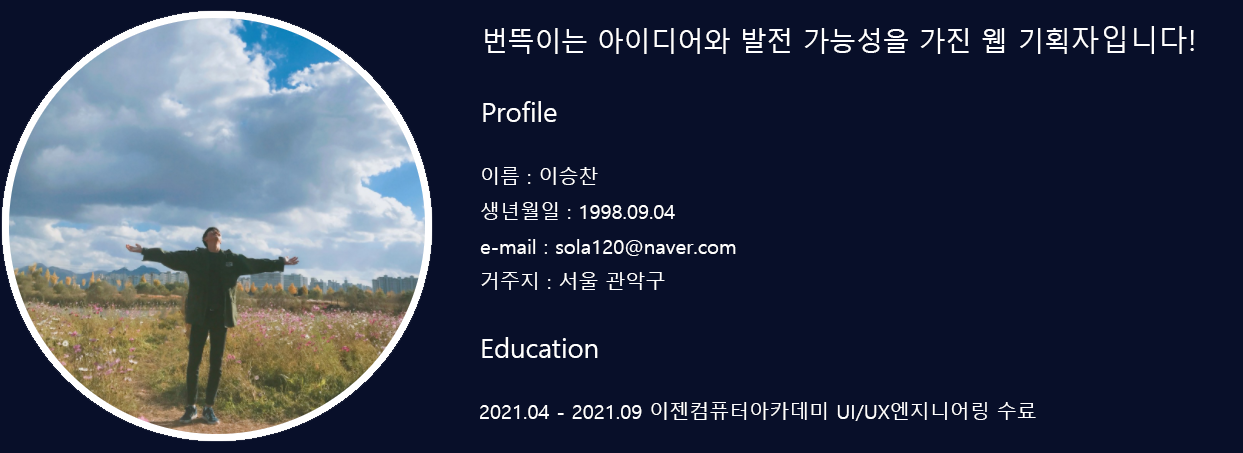 번뜩이는 아이디어와 발전 가능성을 가진 웹 기획자입니다!
Profile
이름 : 이승찬
생년월일 : 1998.09.04
e-mail : sola120@naver.com
거주지 : 서울 관악구
Education
2021.04 - 2021.09 이젠컴퓨터아카데미 UI/UX엔지니어링 수료